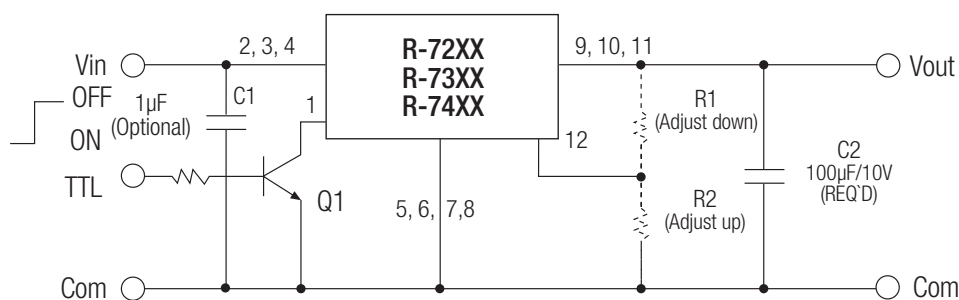 Vin
2, 3, 4
R-72XX
R-73XX
R-74XX
9, 10, 11
Vout
OFF
ON
1µF
(Optional)
C1
1
12
R1
(Adjust down)
TTL
Q1
5, 6, 7,8
R2
(Adjust up)
C2
100µF/10V
(REQ`D)
Com
Com